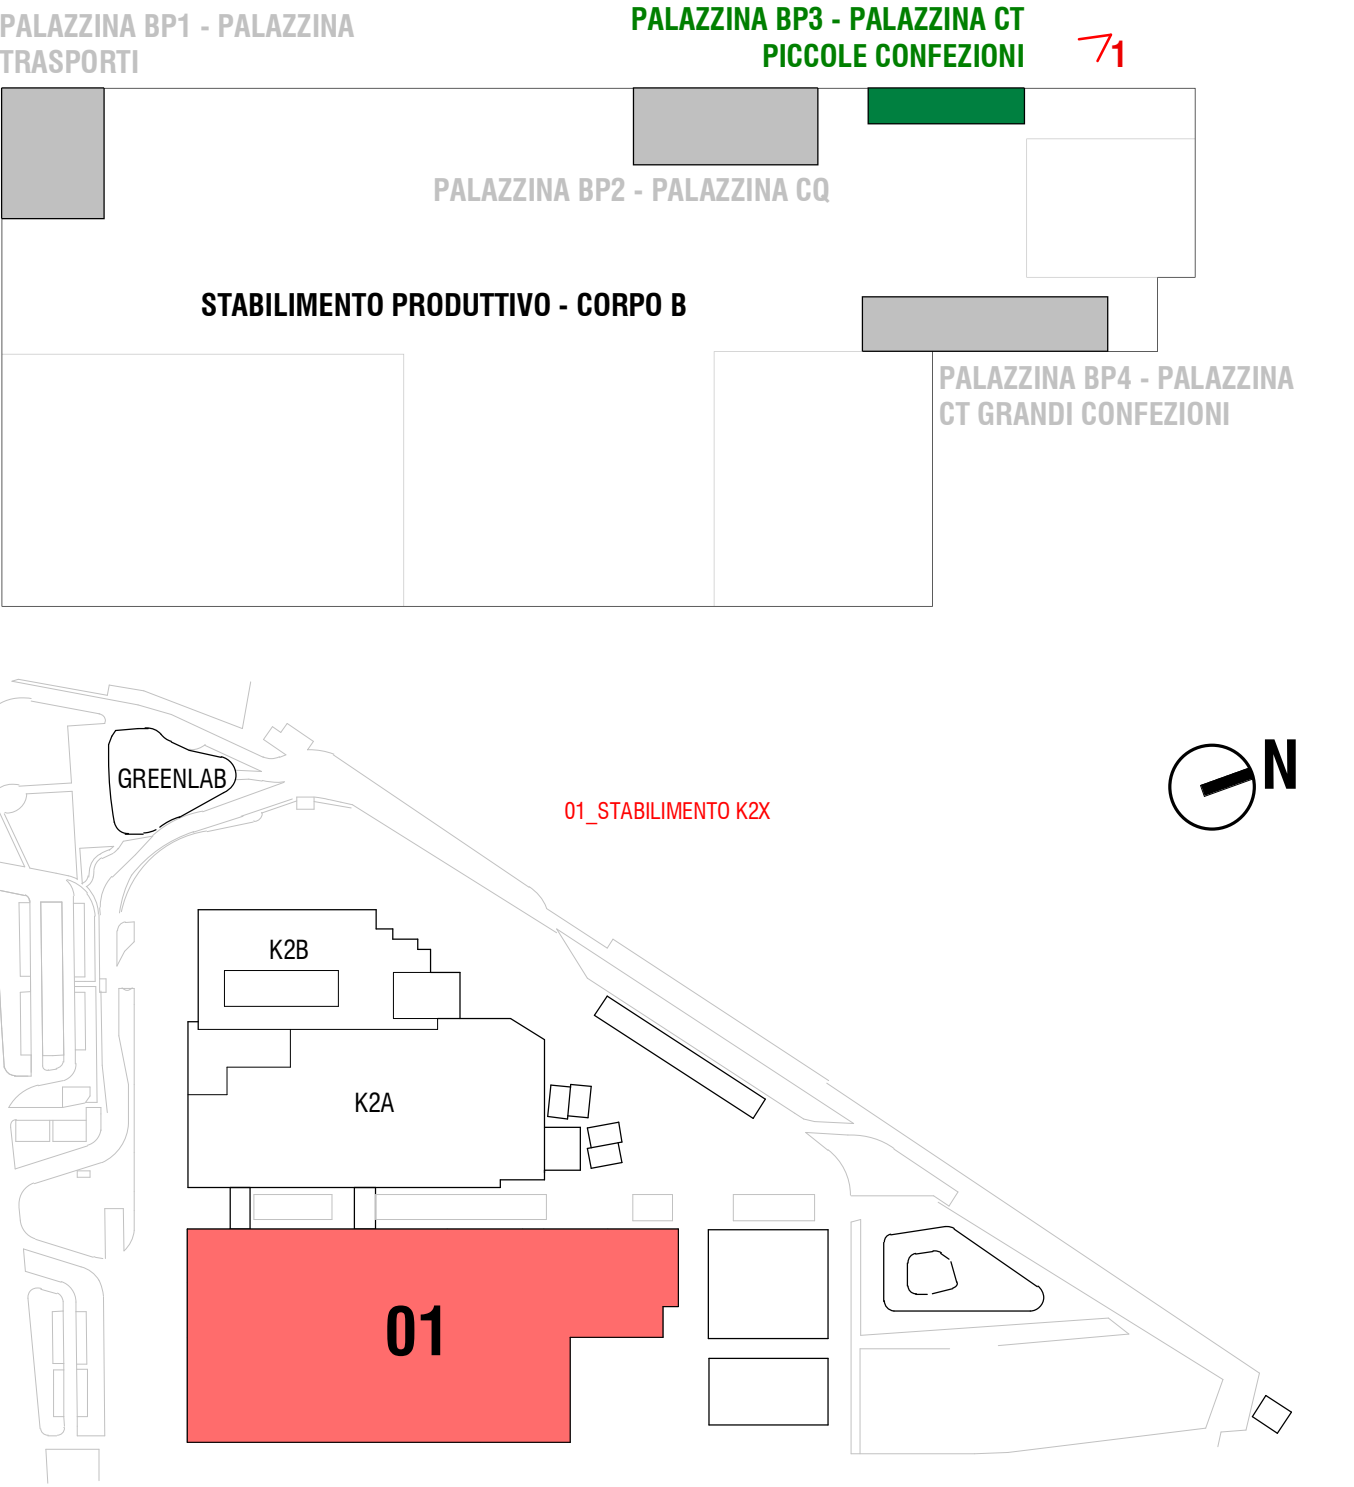 PALAZZINA BP1 - PALAZZINA
TRASPORTI
PALAZZINA BP3 - PALAZZINA CT
PICCOLE CONFEZIONI
1
PALAZZINA BP2 - PALAZZINA CQ
STABILIMENTO PRODUTTIVO - CORPO B
PALAZZINA BP4 - PALAZZINA
CT GRANDI CONFEZIONI
GREENLAB
N
01_STABILIMENTO K2X
K2B
K2A
01